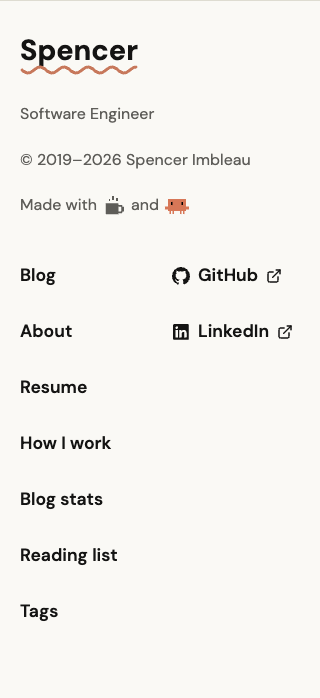 Spencer
Software Engineer
© 2019–2026 Spencer Imbleau
Made with and
Blog
About
Resume
How I work
Blog stats
Reading list
Tags
GitHub
LinkedIn